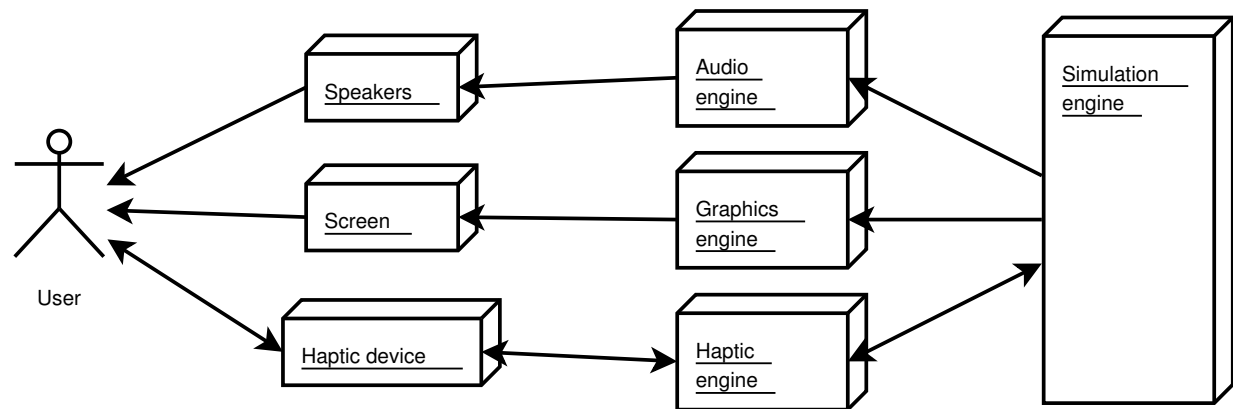 Speakers
Audio
engine
Simulation
engine
Screen
Graphics
engine
User
Haptic device
Haptic
engine